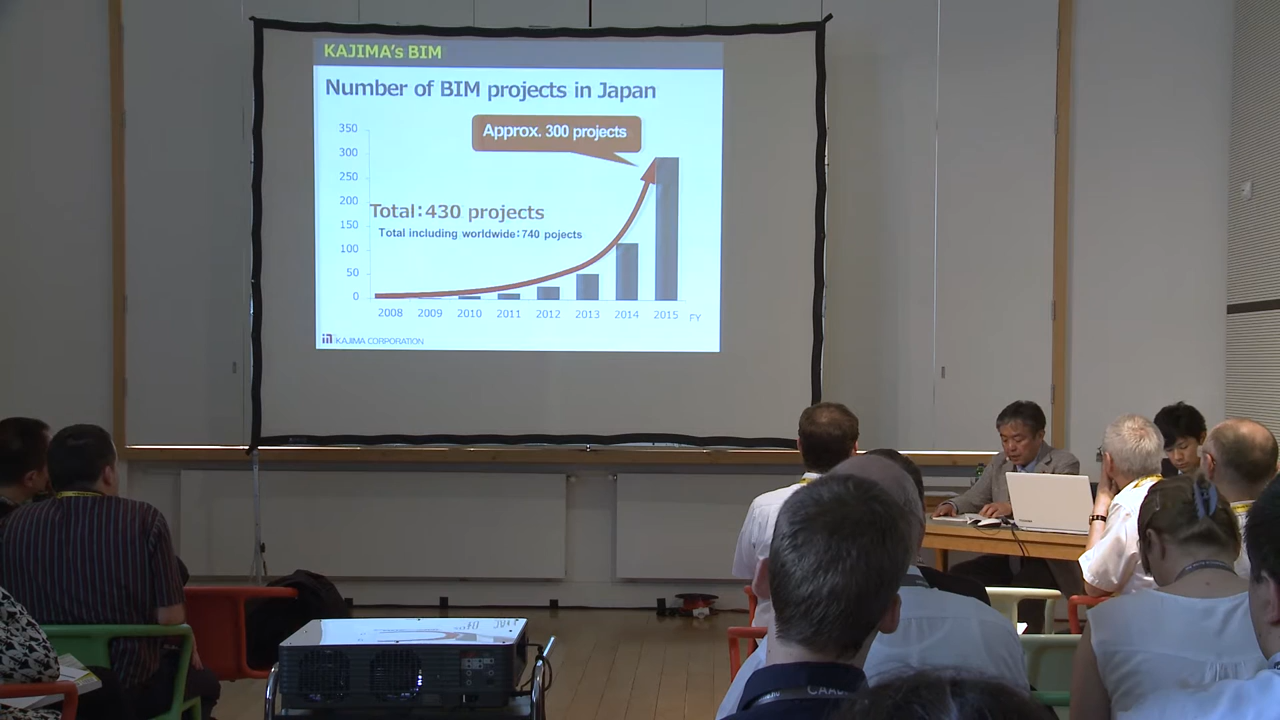 KAJIMA's BIM
Number of BIM projects in Japan
Approx. 300 projects
350
300
250
200
150
100
50
0
Total:430 projects
Total including worldwide:740 pojects
2008 2009 2010 2011 2012 2013 2014 2015 FY
KAJIMA CORPORATION